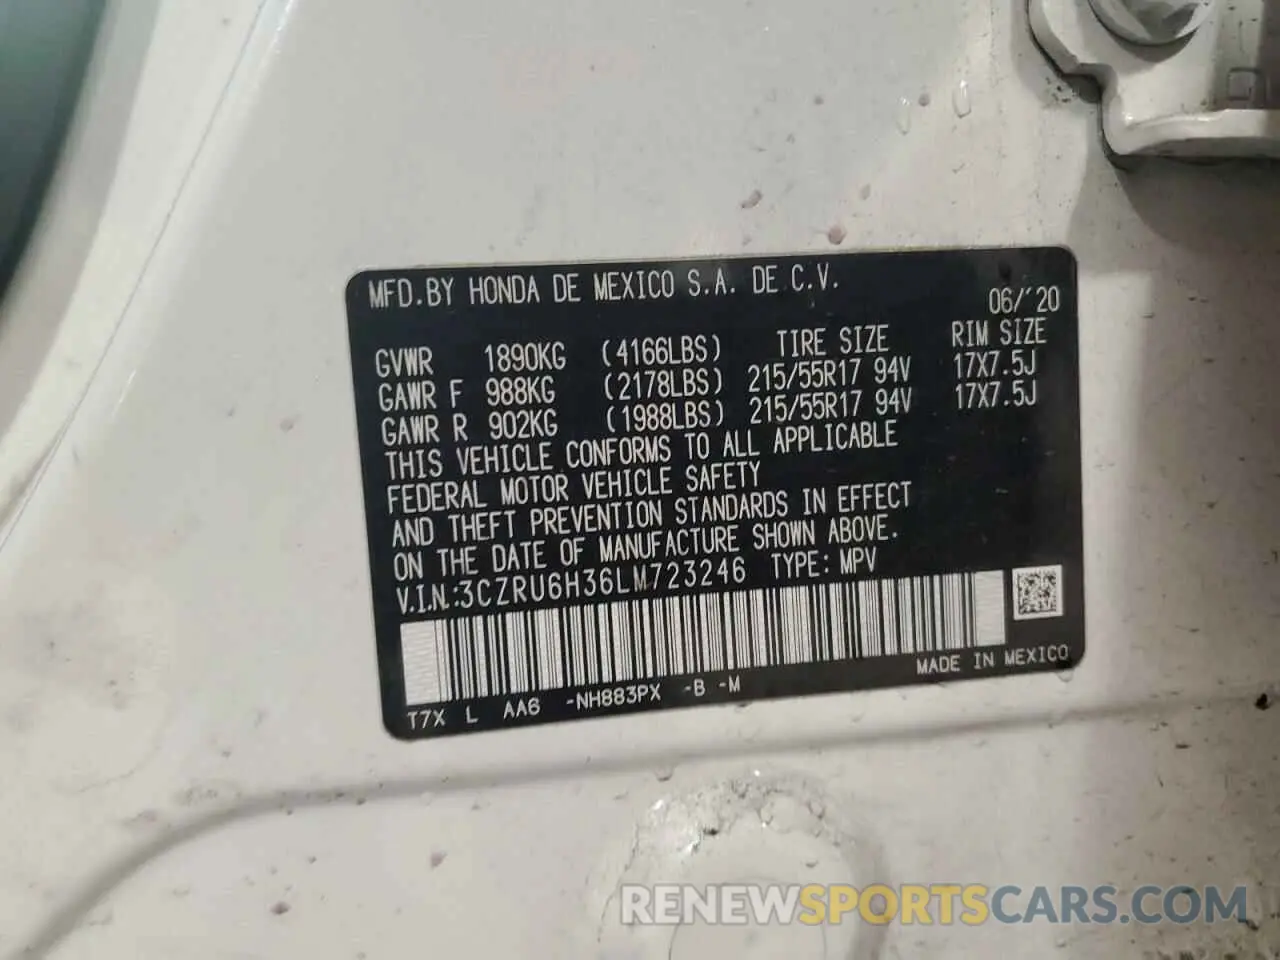 MFD.BY HONDA DE MEXICO S.A. DE C.V.
06/'20
GVWR 1890KG (4166LBS) TIRE SIZE RIM SIZE
GAWR F 988KG (2178LBS) 215/55R17 94V 17X7.5J
GAWR R 902KG (1988LBS) 215/55R17 94V 17X7.5J
THIS VEHICLE CONFORMS TO ALL APPLICABLE
FEDERAL MOTOR VEHICLE SAFETY
AND THEFT PREVENTION STANDARDS IN EFFECT
ON THE DATE OF MANUFACTURE SHOWN ABOVE.
V.I.N.:3CZRU6H36LM723246 TYPE: MPV
MADE IN MEXICO
T7X L AA6 -NH883PX -B -M
RENEWSPORTSCARS.COM